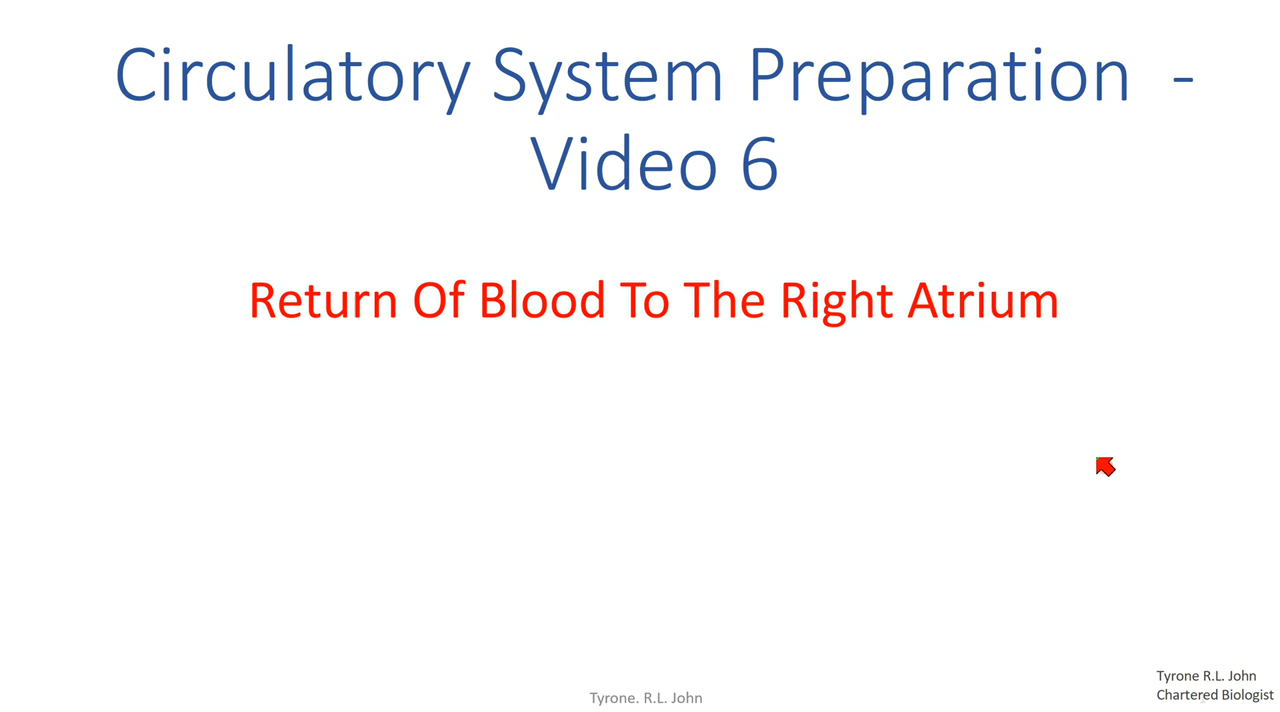 Circulatory System Preparation -
Video 6
Return Of Blood To The Right Atrium
Tyrone. R.L. John
Tyrone R.L. John
Chartered Biologist